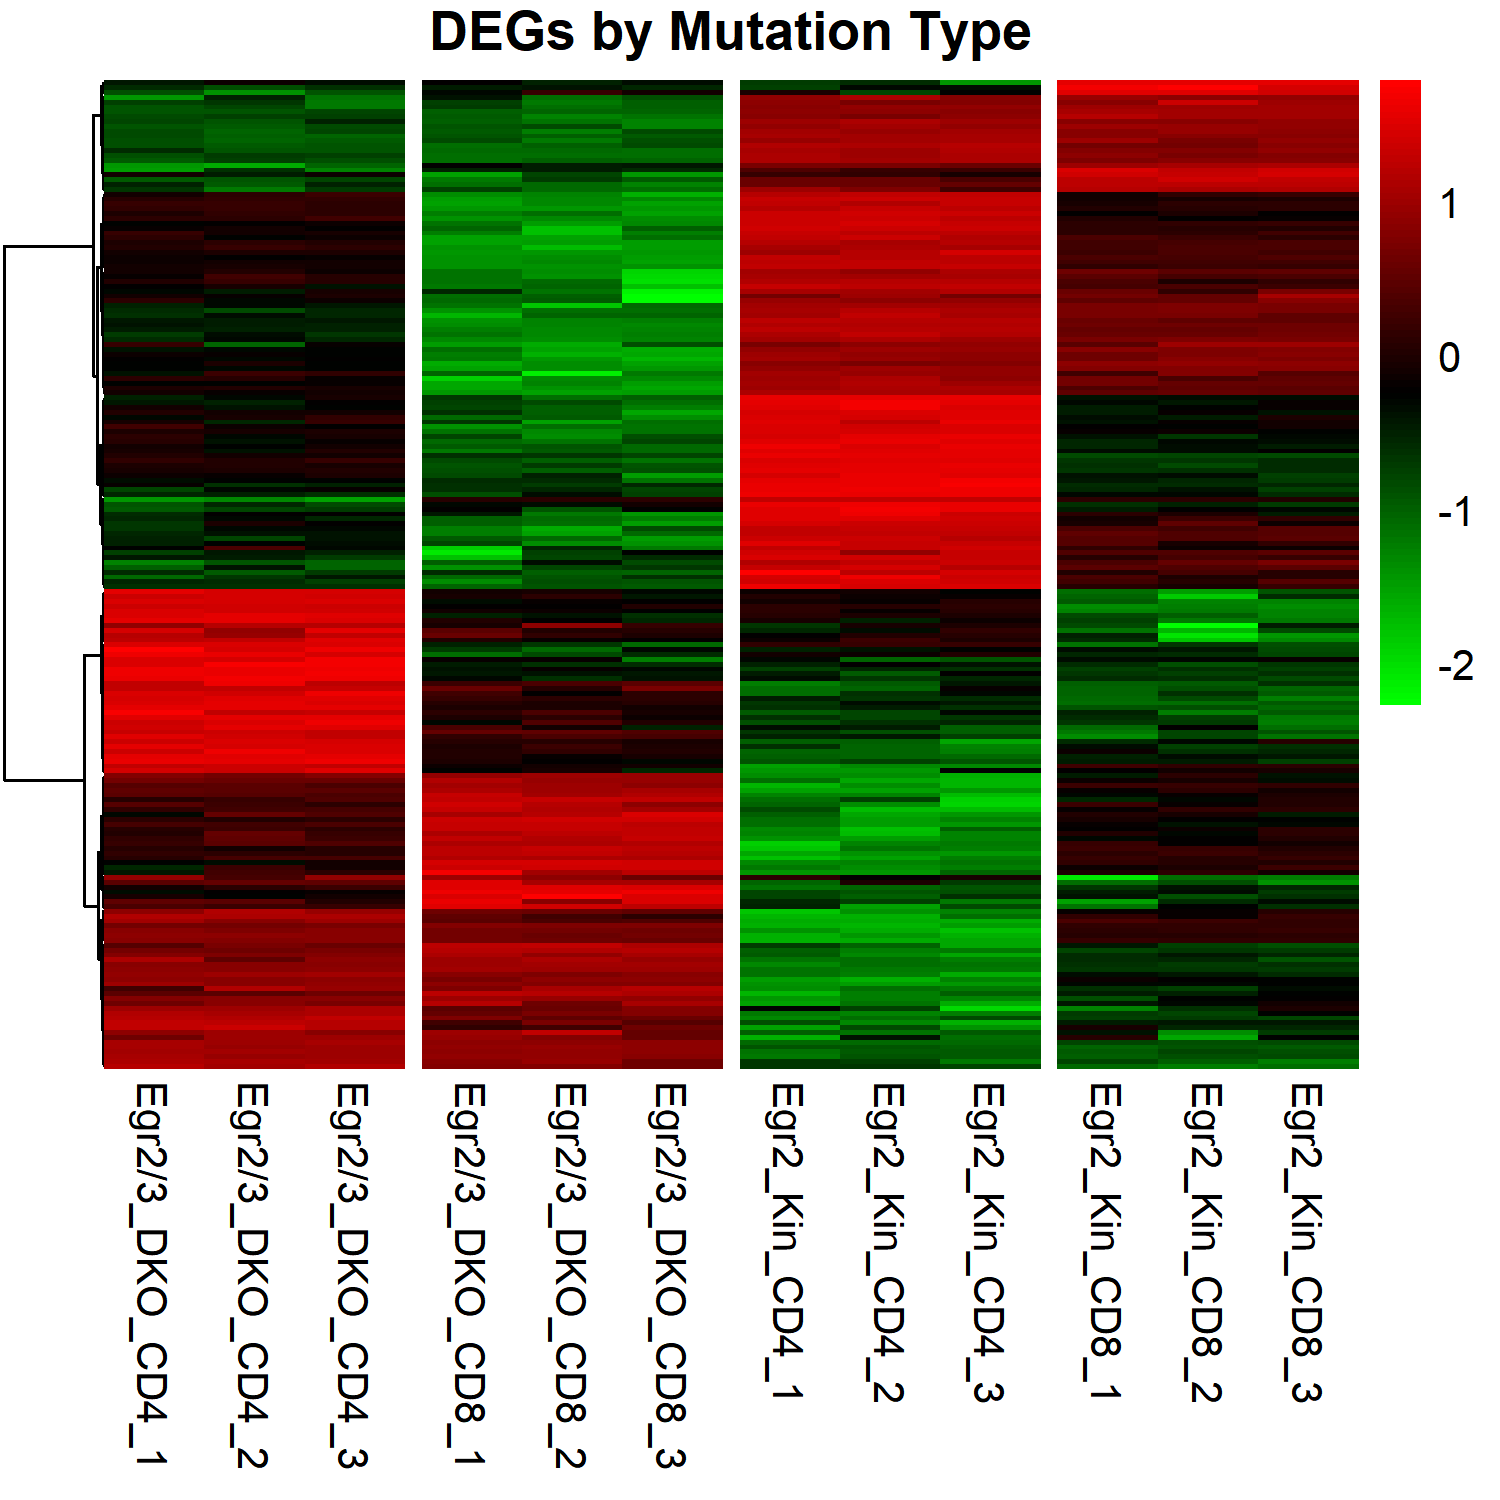 DEGs by Mutation Type
1
0
-1
-2
Egr2/3_DKO_CD4_1
Egr2/3_DKO_CD4_2
Egr2/3_DKO_CD4_3
Egr2/3_DKO_CD8_1
Egr2/3_DKO_CD8_2
Egr2/3_DKO_CD8_3
Egr2_Kin_CD4_1
Egr2_Kin_CD4_2
Egr2_Kin_CD4_3
Egr2_Kin_CD8_1
Egr2_Kin_CD8_2
Egr2_Kin_CD8_3